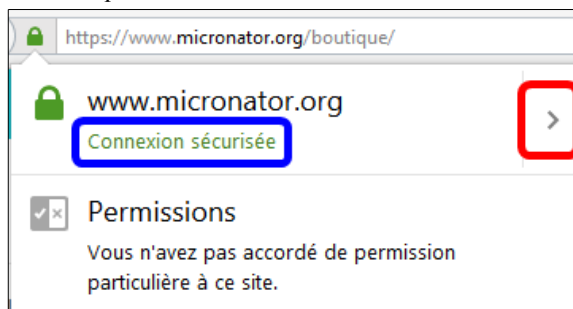 https://www.micronator.org/boutique/
www.micronator.org
Connexion sécurisée
Permissions
Vous n'avez pas accordé de permission
particulière à ce site.